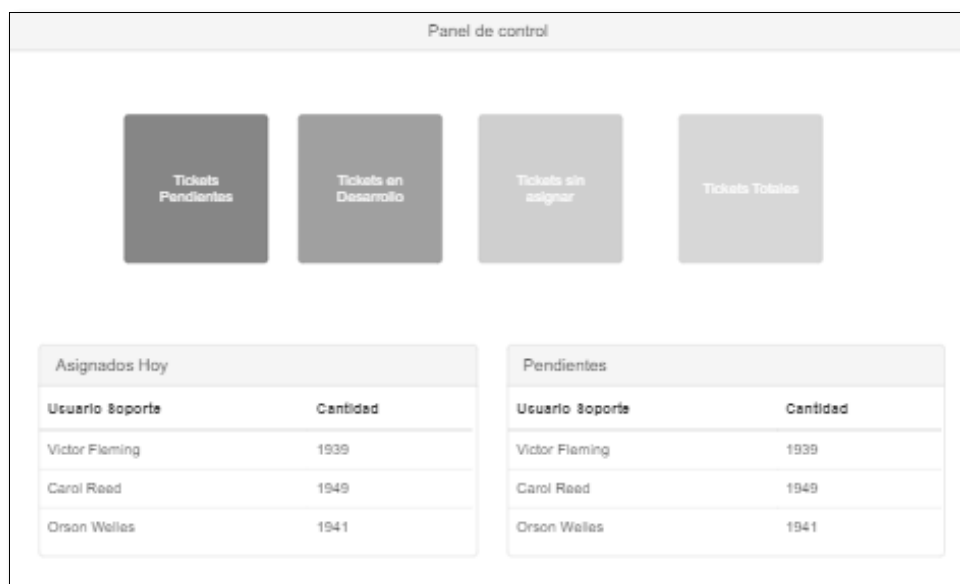 Panel de control
Tickets
Pendientes
Tickets en
Desarrollo
Tickets sin
asignar
Tickets Totales
Asignados Hoy
Usuario Soporte Cantidad
Victor Fleming 1939
Carol Reed 1949
Orson Welles 1941
Pendientes
Usuario Soporte Cantidad
Victor Fleming 1939
Carol Reed 1949
Orson Welles 1941